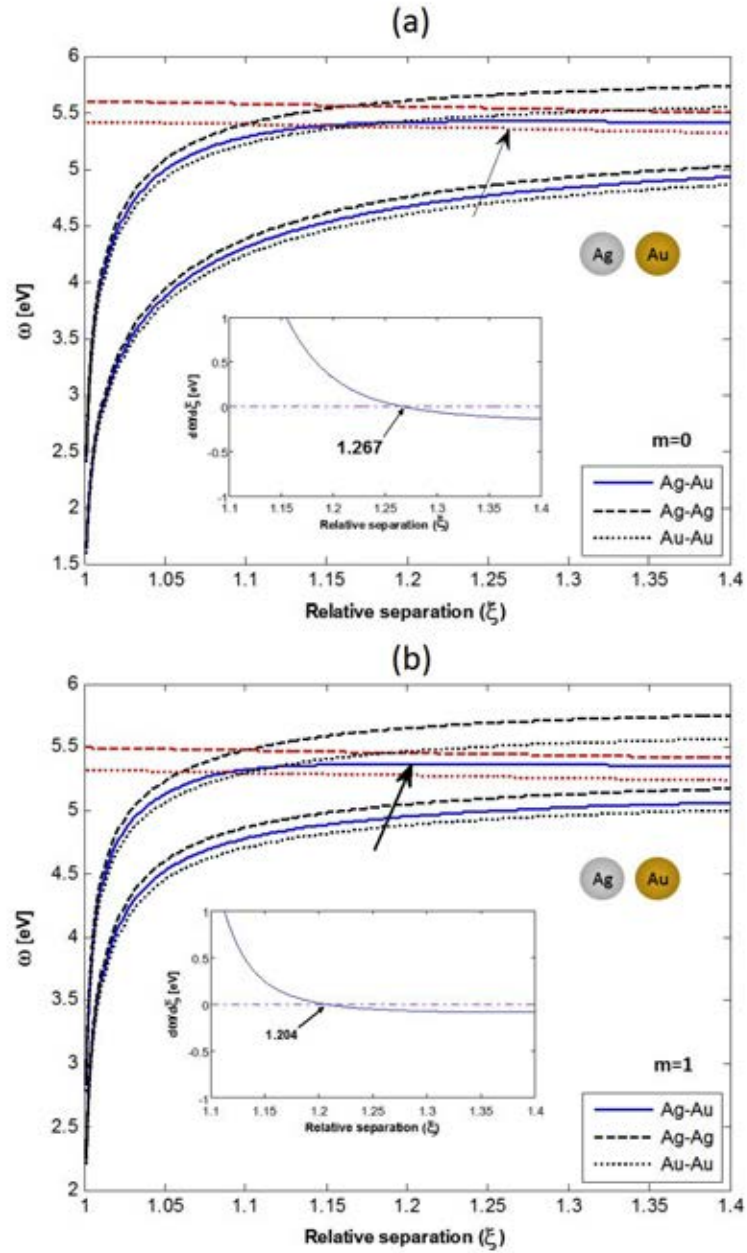 (a)
6
5.5
5
4.5
4
3.5
3
2.5
2
1.5
ω [eV]
Ag Au
1
0.5
0
-0.5
-1
dω/dξ [eV]
1.267
1.1 1.15 1.2 1.25 1.3 1.35 1.4
Relative separation (ξ)
m=0
Ag-Au
Ag-Ag
Au-Au
1 1.05 1.1 1.15 1.2 1.25 1.3 1.35 1.4
Relative separation (ξ)
(b)
6
5.5
5
4.5
4
3.5
3
2.5
2
ω [eV]
Ag Au
1
0.5
0
-0.5
-1
dω/dξ [eV]
1.204
1.1 1.15 1.2 1.25 1.3 1.35 1.4
Relative separation (ξ)
m=1
Ag-Au
Ag-Ag
Au-Au
1 1.05 1.1 1.15 1.2 1.25 1.3 1.35 1.4
Relative separation (ξ)